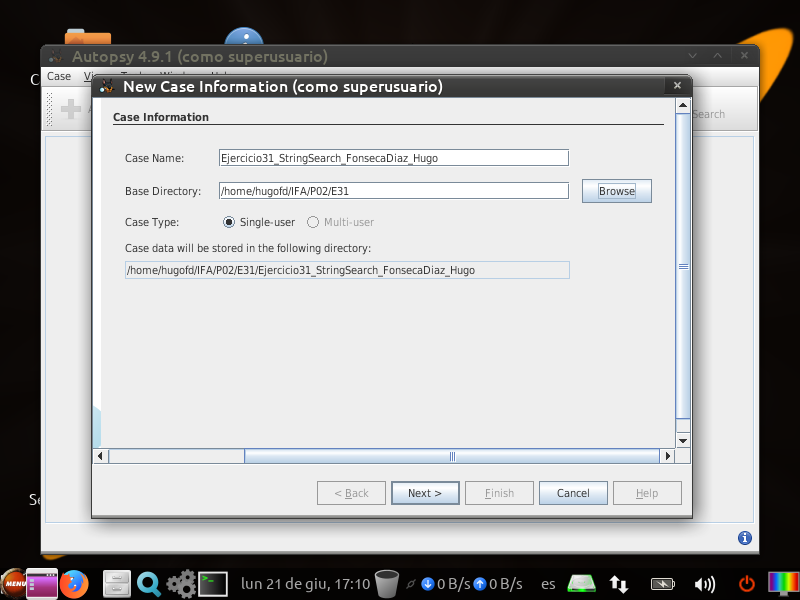 Autopsy 4.9.1 (como superusuario)
Case
New Case Information (como superusuario)
Search
Case Information
Case Name: Ejercicio31_StringSearch_FonsecaDiaz_Hugo
Base Directory: /home/hugofd/IFA/P02/E31 Browse
Case Type: Single-user Multi-user
Case data will be stored in the following directory:
/home/hugofd/IFA/P02/E31/Ejercicio31_StringSearch_FonsecaDiaz_Hugo
< Back Next > Finish Cancel Help
MENU lun 21 de giu, 17:10 0 B/s 0 B/s es